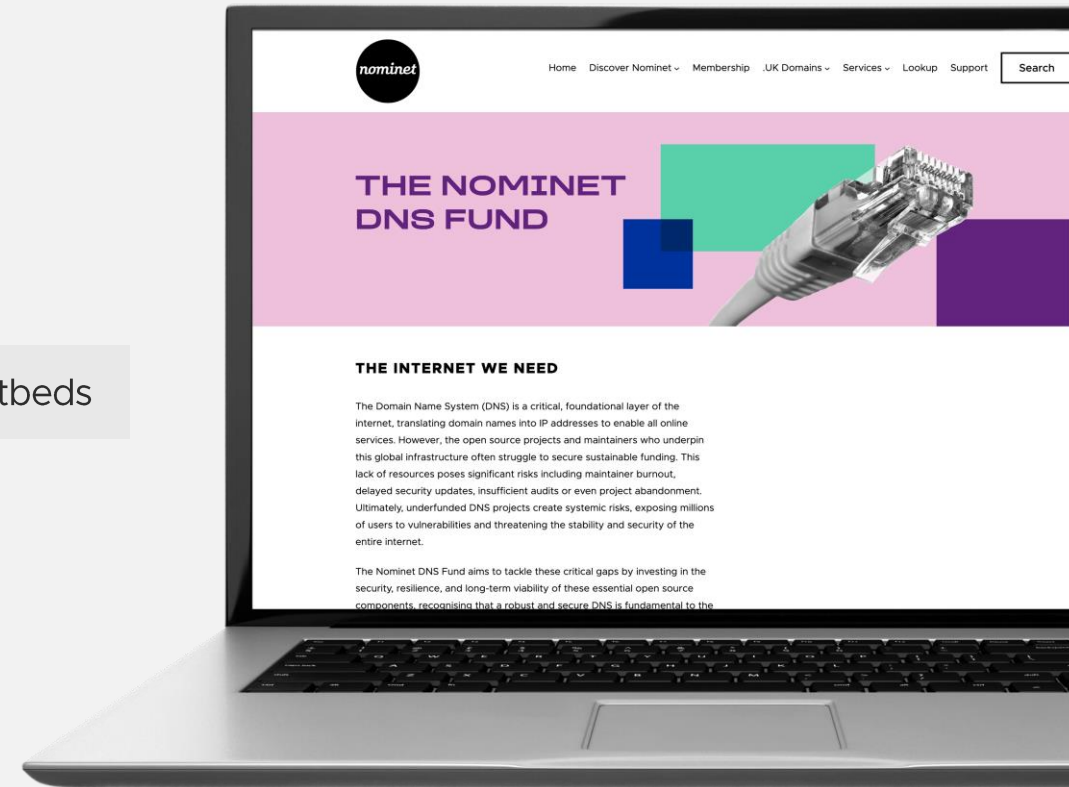 tbeds
nominet
Home Discover Nominet Membership .UK Domains Services Lookup Support Search
THE NOMINET
DNS FUND
THE INTERNET WE NEED
The Domain Name System (DNS) is a critical, foundational layer of the
internet, translating domain names into IP addresses to enable all online
services. However, the open source projects and maintainers who underpin
this global infrastructure often struggle to secure sustainable funding. This
lack of resources poses significant risks including maintainer burnout,
delayed security updates, insufficient audits or even project abandonment.
Ultimately, underfunded DNS projects create systemic risks, exposing millions
of users to vulnerabilities and threatening the stability and security of the
entire internet.
The Nominet DNS Fund aims to tackle these critical gaps by investing in the
security, resilience, and long-term viability of these essential open source
components, recognising that a robust and secure DNS is fundamental to the